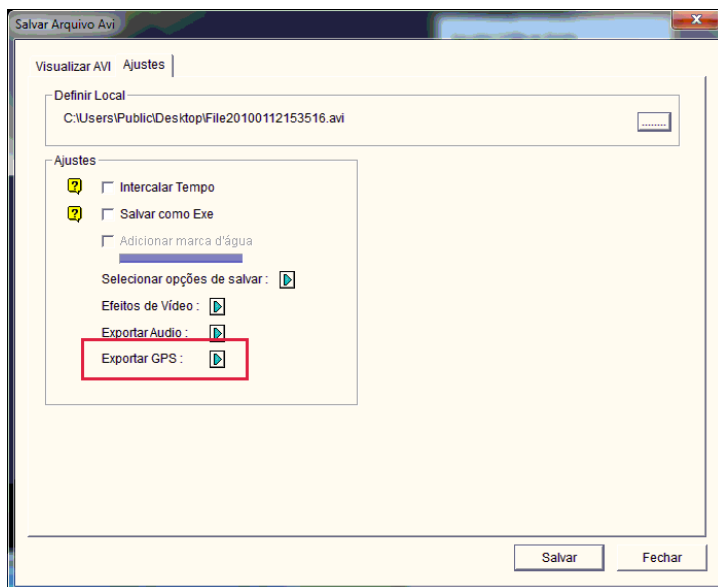 Salvar Arquivo Avi
Visualizar AVI Ajustes
Definir Local
C:\Users\Public\Desktop\File20100112153516.avi
........
Ajustes
Intercalar Tempo
Salvar como Exe
Adicionar marca d'água
Selecionar opções de salvar :
Efeitos de Vídeo :
Exportar Audio :
Exportar GPS :
Salvar Fechar